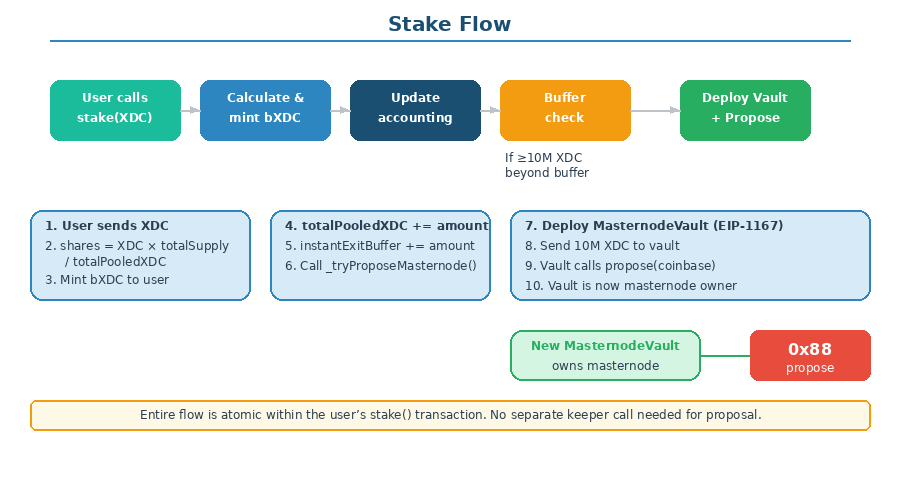 Stake Flow
User calls
stake(XDC)
Calculate &
mint bXDC
Update
accounting
Buffer
check
Deploy Vault
+ Propose
If ≥10M XDC
beyond buffer
1. User sends XDC
2. shares = XDC × totalSupply
/ totalPooledXDC
3. Mint bXDC to user
4. totalPooledXDC += amount
5. instantExitBuffer += amount
6. Call _tryProposeMasternode()
7. Deploy MasternodeVault (EIP-1167)
8. Send 10M XDC to vault
9. Vault calls propose(coinbase)
10. Vault is now masternode owner
New MasternodeVault
owns masternode
0x88
propose
Entire flow is atomic within the user’s stake() transaction. No separate keeper call needed for proposal.